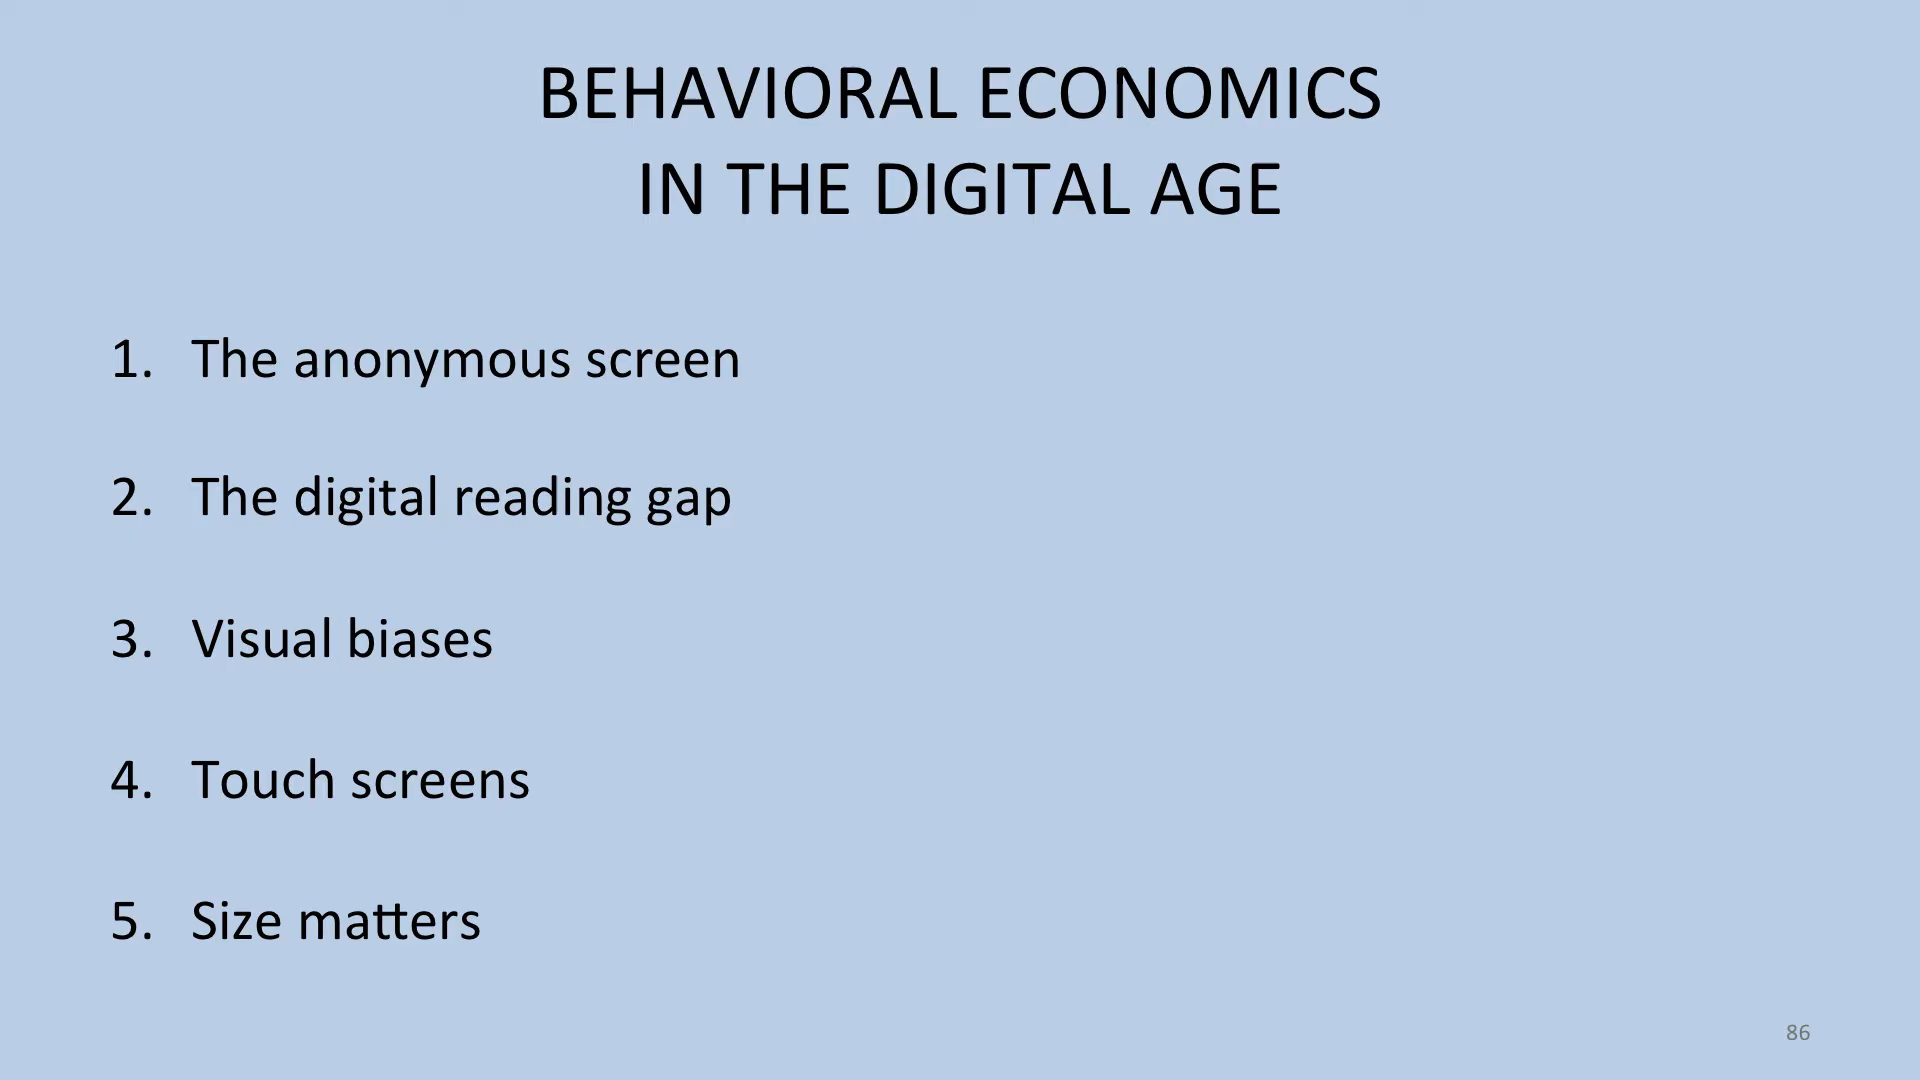 BEHAVIORAL ECONOMICS
IN THE DIGITAL AGE
1. The anonymous screen
2. The digital reading gap
3. Visual biases
4. Touch screens
5. Size matters
86